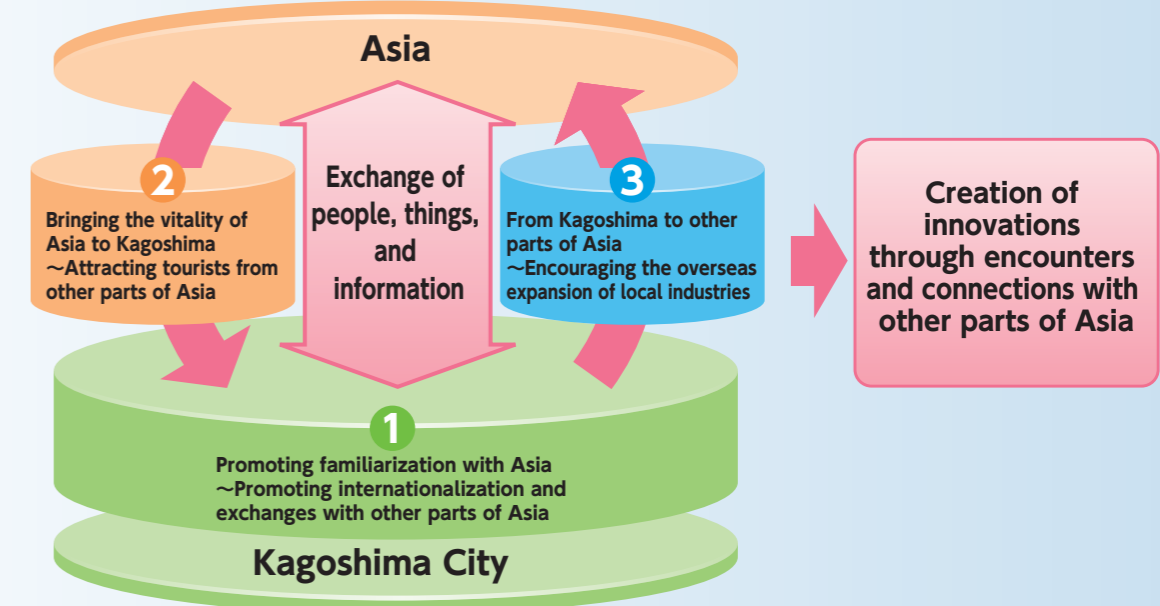 Asia
2
Bringing the vitality of
Asia to Kagoshima
~Attracting tourists from
other parts of Asia
Exchange of
people, things,
and
information
3
From Kagoshima to other
parts of Asia
~Encouraging the overseas
expansion of local industries
Creation of
innovations
through encounters
and connections with
other parts of Asia
1
Promoting familiarization with Asia
~Promoting internationalization and
exchanges with other parts of Asia
Kagoshima City